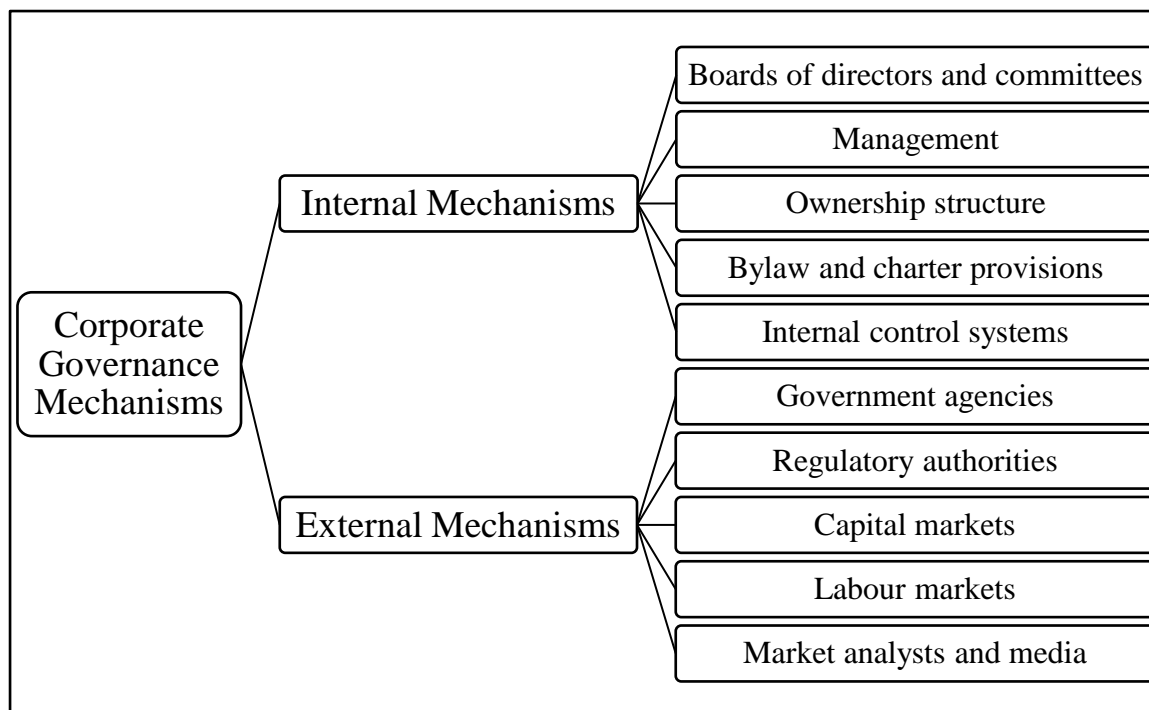 Corporate
Governance
Mechanisms
Internal Mechanisms
Boards of directors and committees
Management
Ownership structure
Bylaw and charter provisions
Internal control systems
External Mechanisms
Government agencies
Regulatory authorities
Capital markets
Labour markets
Market analysts and media